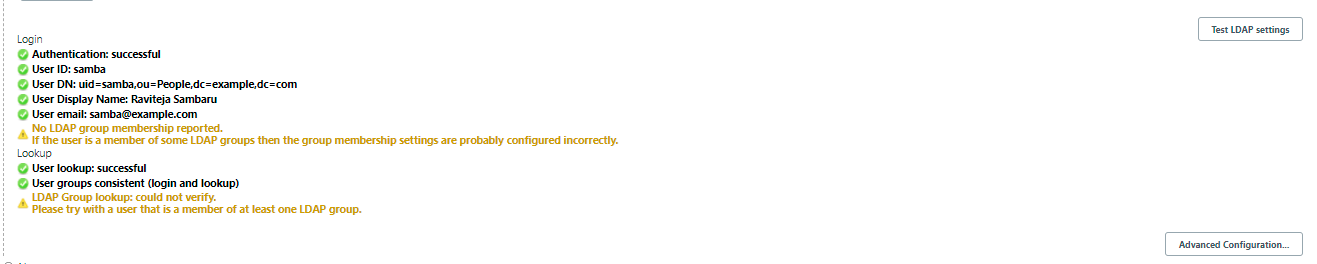 Test LDAP settings
Login
Authentication: successful
User ID: samba
User DN: uid=samba,ou=People,dc=example,dc=com
User Display Name: Raviteja Sambaru
User email: samba@example.com
No LDAP group membership reported.
If the user is a member of some LDAP groups then the group membership settings are probably configured incorrectly.
Lookup
User lookup: successful
User groups consistent (login and lookup)
LDAP Group lookup: could not verify.
Please try with a user that is a member of at least one LDAP group.
Advanced Configuration...